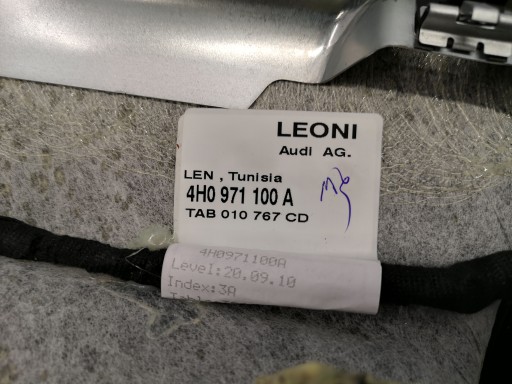 LEONI
Audi AG.
LEN , Tunisia
4H0 971 100 A
TAB 010 767 CD
4H0971100A
Level:20.09.10
Index:3A